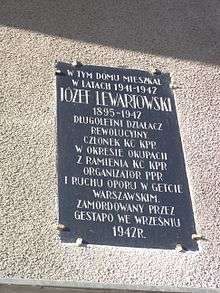 W TYM DOMU MIESZKAŁ
W LATACH 1941-1942
JÓZEF LEWARTOWSKI
1895-1942
DŁUGOLETNI DZIAŁACZ
REWOLUCYJNY
CZŁONEK KC KPP.
W OKRESIE OKUPACJI
Z RAMIENIA KC KPP.
ORGANIZATOR PPR
I RUCHU OPORU W GETCIE
WARSZAWSKIM.
ZAMORDOWANY PRZEZ
GESTAPO WE WRZEŚNIU
1942R.